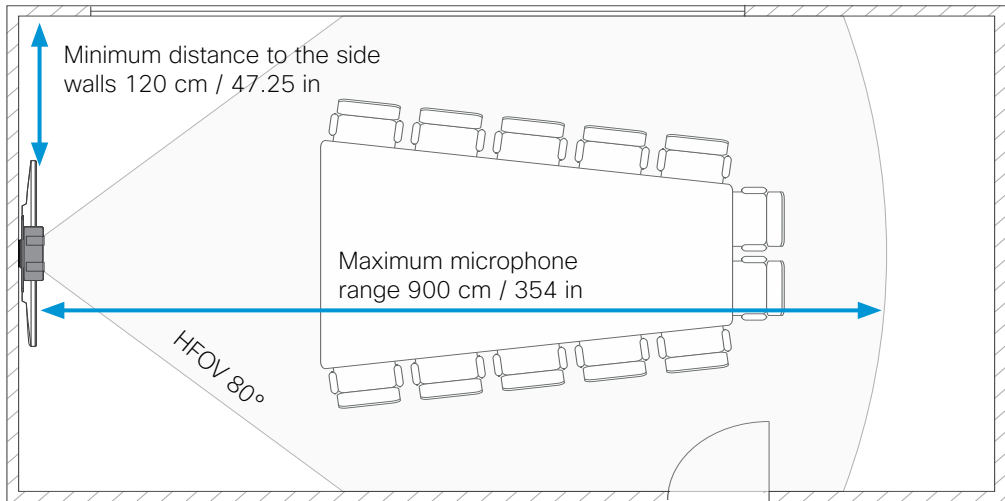 Minimum distance to the side
walls 120 cm / 47.25 in
Maximum microphone
range 900 cm / 354 in
HFOV 80°